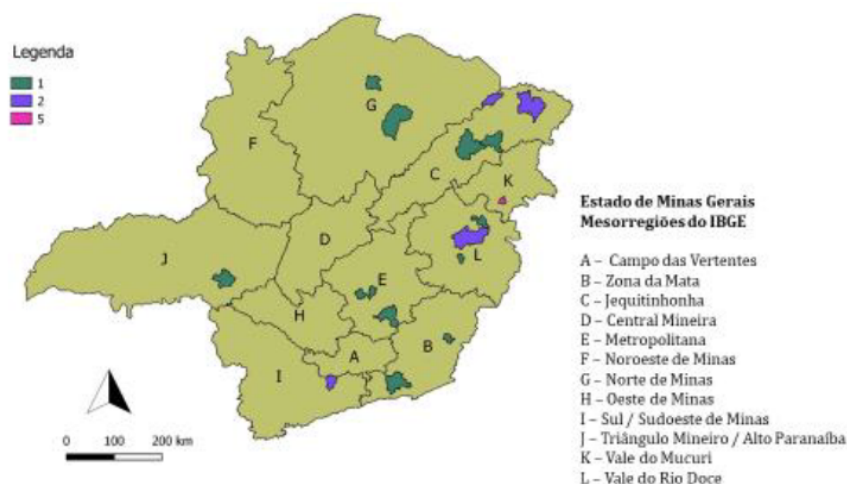 Legenda
1
2
5
G
F
C
K
D
L
J
E
H
B
A
I
0 100 200 km
Estado de Minas Gerais
Mesorregiões do IBGE
A – Campo das Vertentes
B – Zona da Mata
C – Jequitinhonha
D – Central Mineira
E – Metropolitana
F – Noroeste de Minas
G – Norte de Minas
H – Oeste de Minas
I – Sul / Sudoeste de Minas
J – Triângulo Mineiro / Alto Paranaíba
K – Vale do Mucuri
L – Vale do Rio Doce